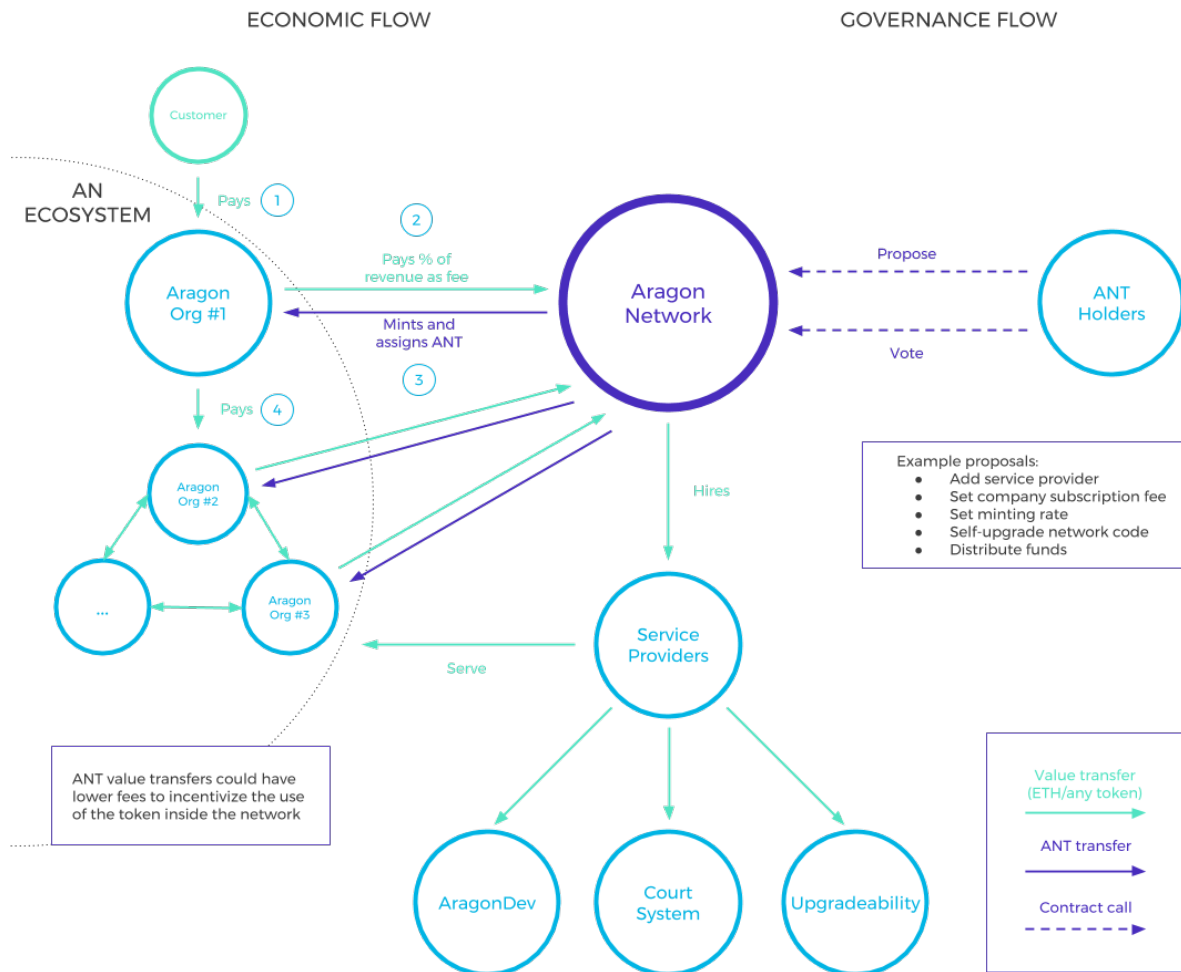 ECONOMIC FLOW
GOVERNANCE FLOW
Customer
AN
ECOSYSTEM
Pays 1
2
Pays % of
revenue as fee
Aragon
Org #1
Mints and
assigns ANT
3
Aragon
Network
Propose
Vote
ANT
Holders
Pays 4
Aragon
Org #2
...
Aragon
Org #3
Hires
Example proposals:
● Add service provider
● Set company subscription fee
● Set minting rate
● Self-upgrade network code
● Distribute funds
Service
Providers
Serve
ANT value transfers could have
lower fees to incentivize the use
of the token inside the network
AragonDev
Court
System
Upgradeability
Value transfer
(ETH/any token)
ANT transfer
Contract call